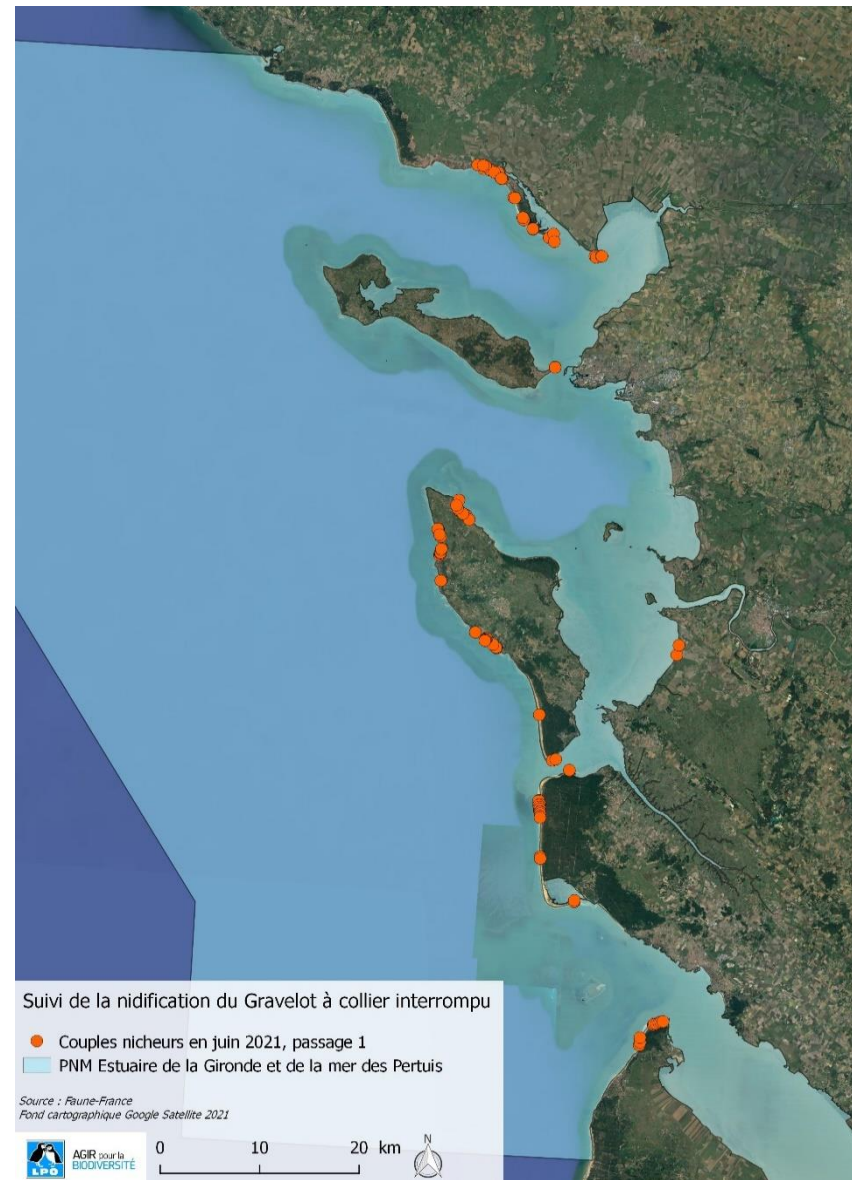 Suivi de la nidification du Gravelot à collier interrompu
Couples nicheurs en juin 2021, passage 1
PNM Estuaire de la Gironde et de la mer des Pertuis
Source : Faune-France
Fond cartographique Google Satellite 2021
LPO
AGIR pour la
BIODIVERSITÉ
0 10 20 km
N